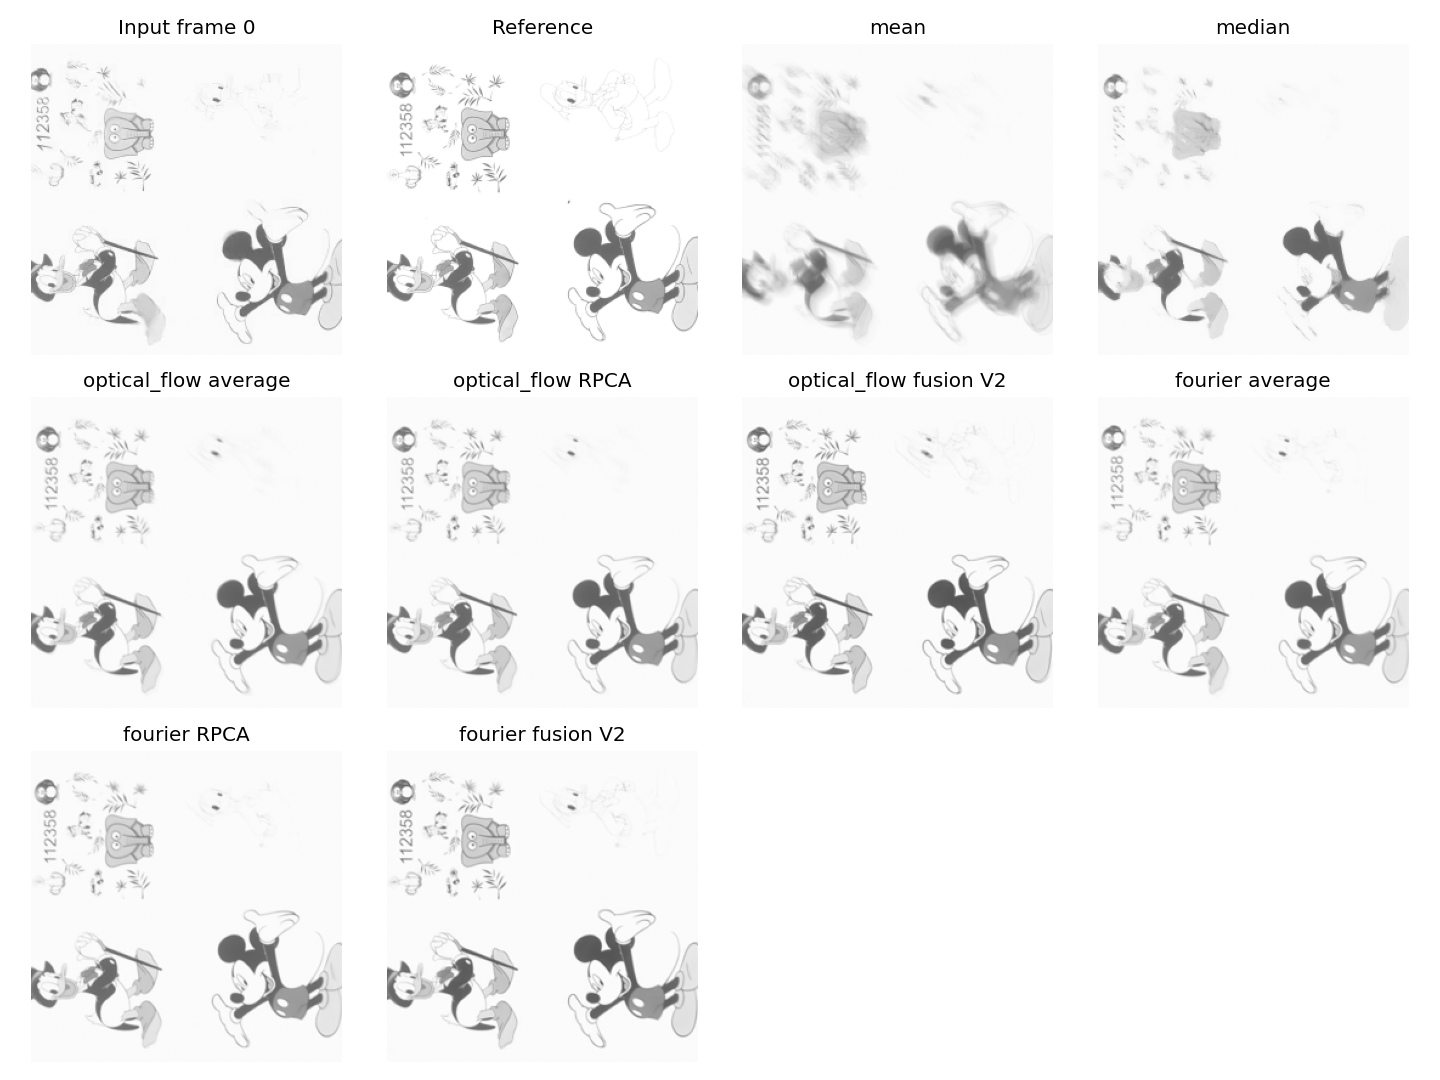 Input frame 0
Reference
mean
median
112358
112358
optical_flow average
optical_flow RPCA
optical_flow fusion V2
fourier average
112358
112358
112358
112358
fourier RPCA
fourier fusion V2
112358
112358